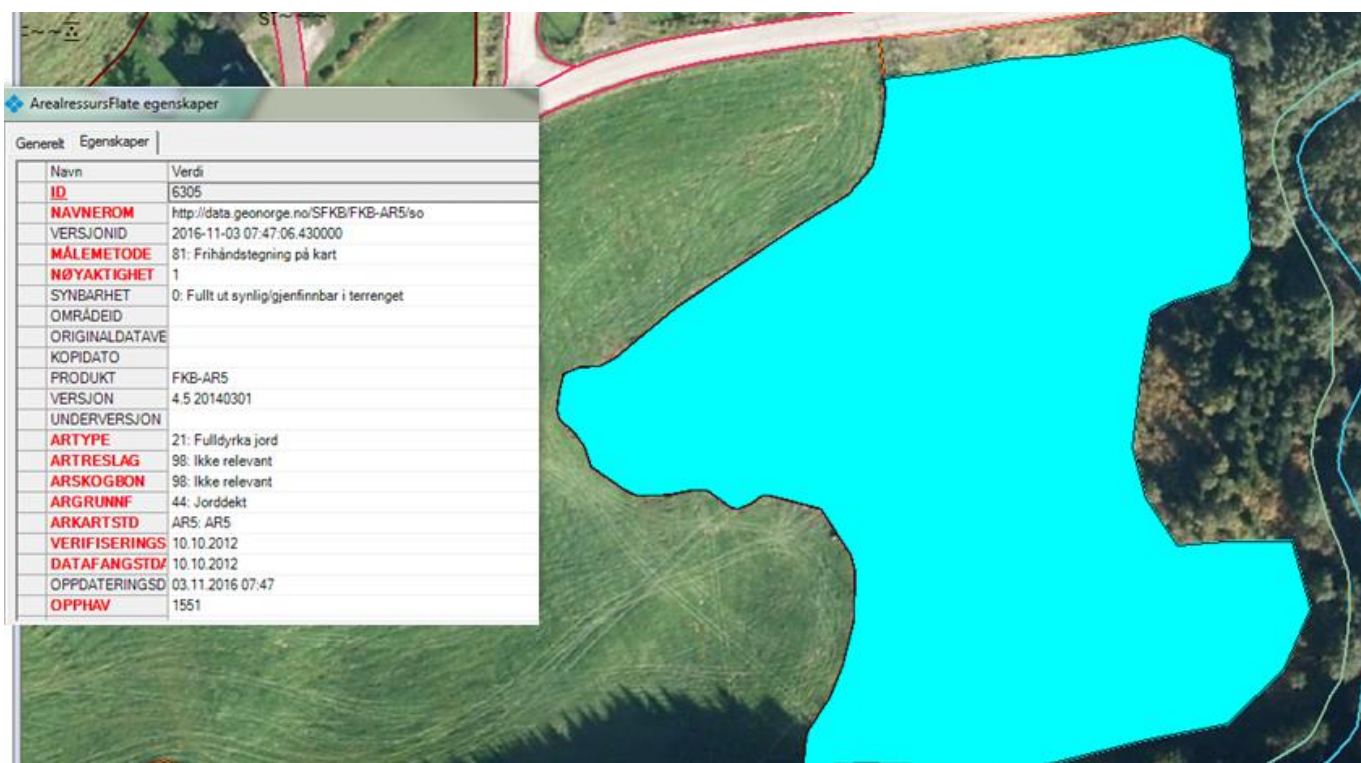 ArealressursFlate egenskaper
Generelt Egenskaper
Navn Verdi
ID 6305
NAVNEROM http://data.geonorge.no/SFKB/FKB-AR5/so
VERSJONID 2016-11-03 07:47:06.430000
MÅLEMETODE 81: Frihåndstegning på kart
NØYAKTIGHET 1
SYNBARHET 0: Fullt ut synlig/gjenfinnbar i terrenget
OMRÅDEID
ORIGINALDATAVE
KOPIDATO
PRODUKT FKB-AR5
VERSJON 4.5 20140301
UNDERVERSJON
ARTYPE 21: Fulldyrka jord
ARTRESLAG 98: Ikke relevant
ARSKOGBON 98: Ikke relevant
ARGRUNNF 44: Jorddekt
ARKARTSTD AR5: AR5
VERIFISERINGS 10.10.2012
DATAFANGSTDA 10.10.2012
OPPDATERINGSD 03.11.2016 07:47
OPPHAV 1551